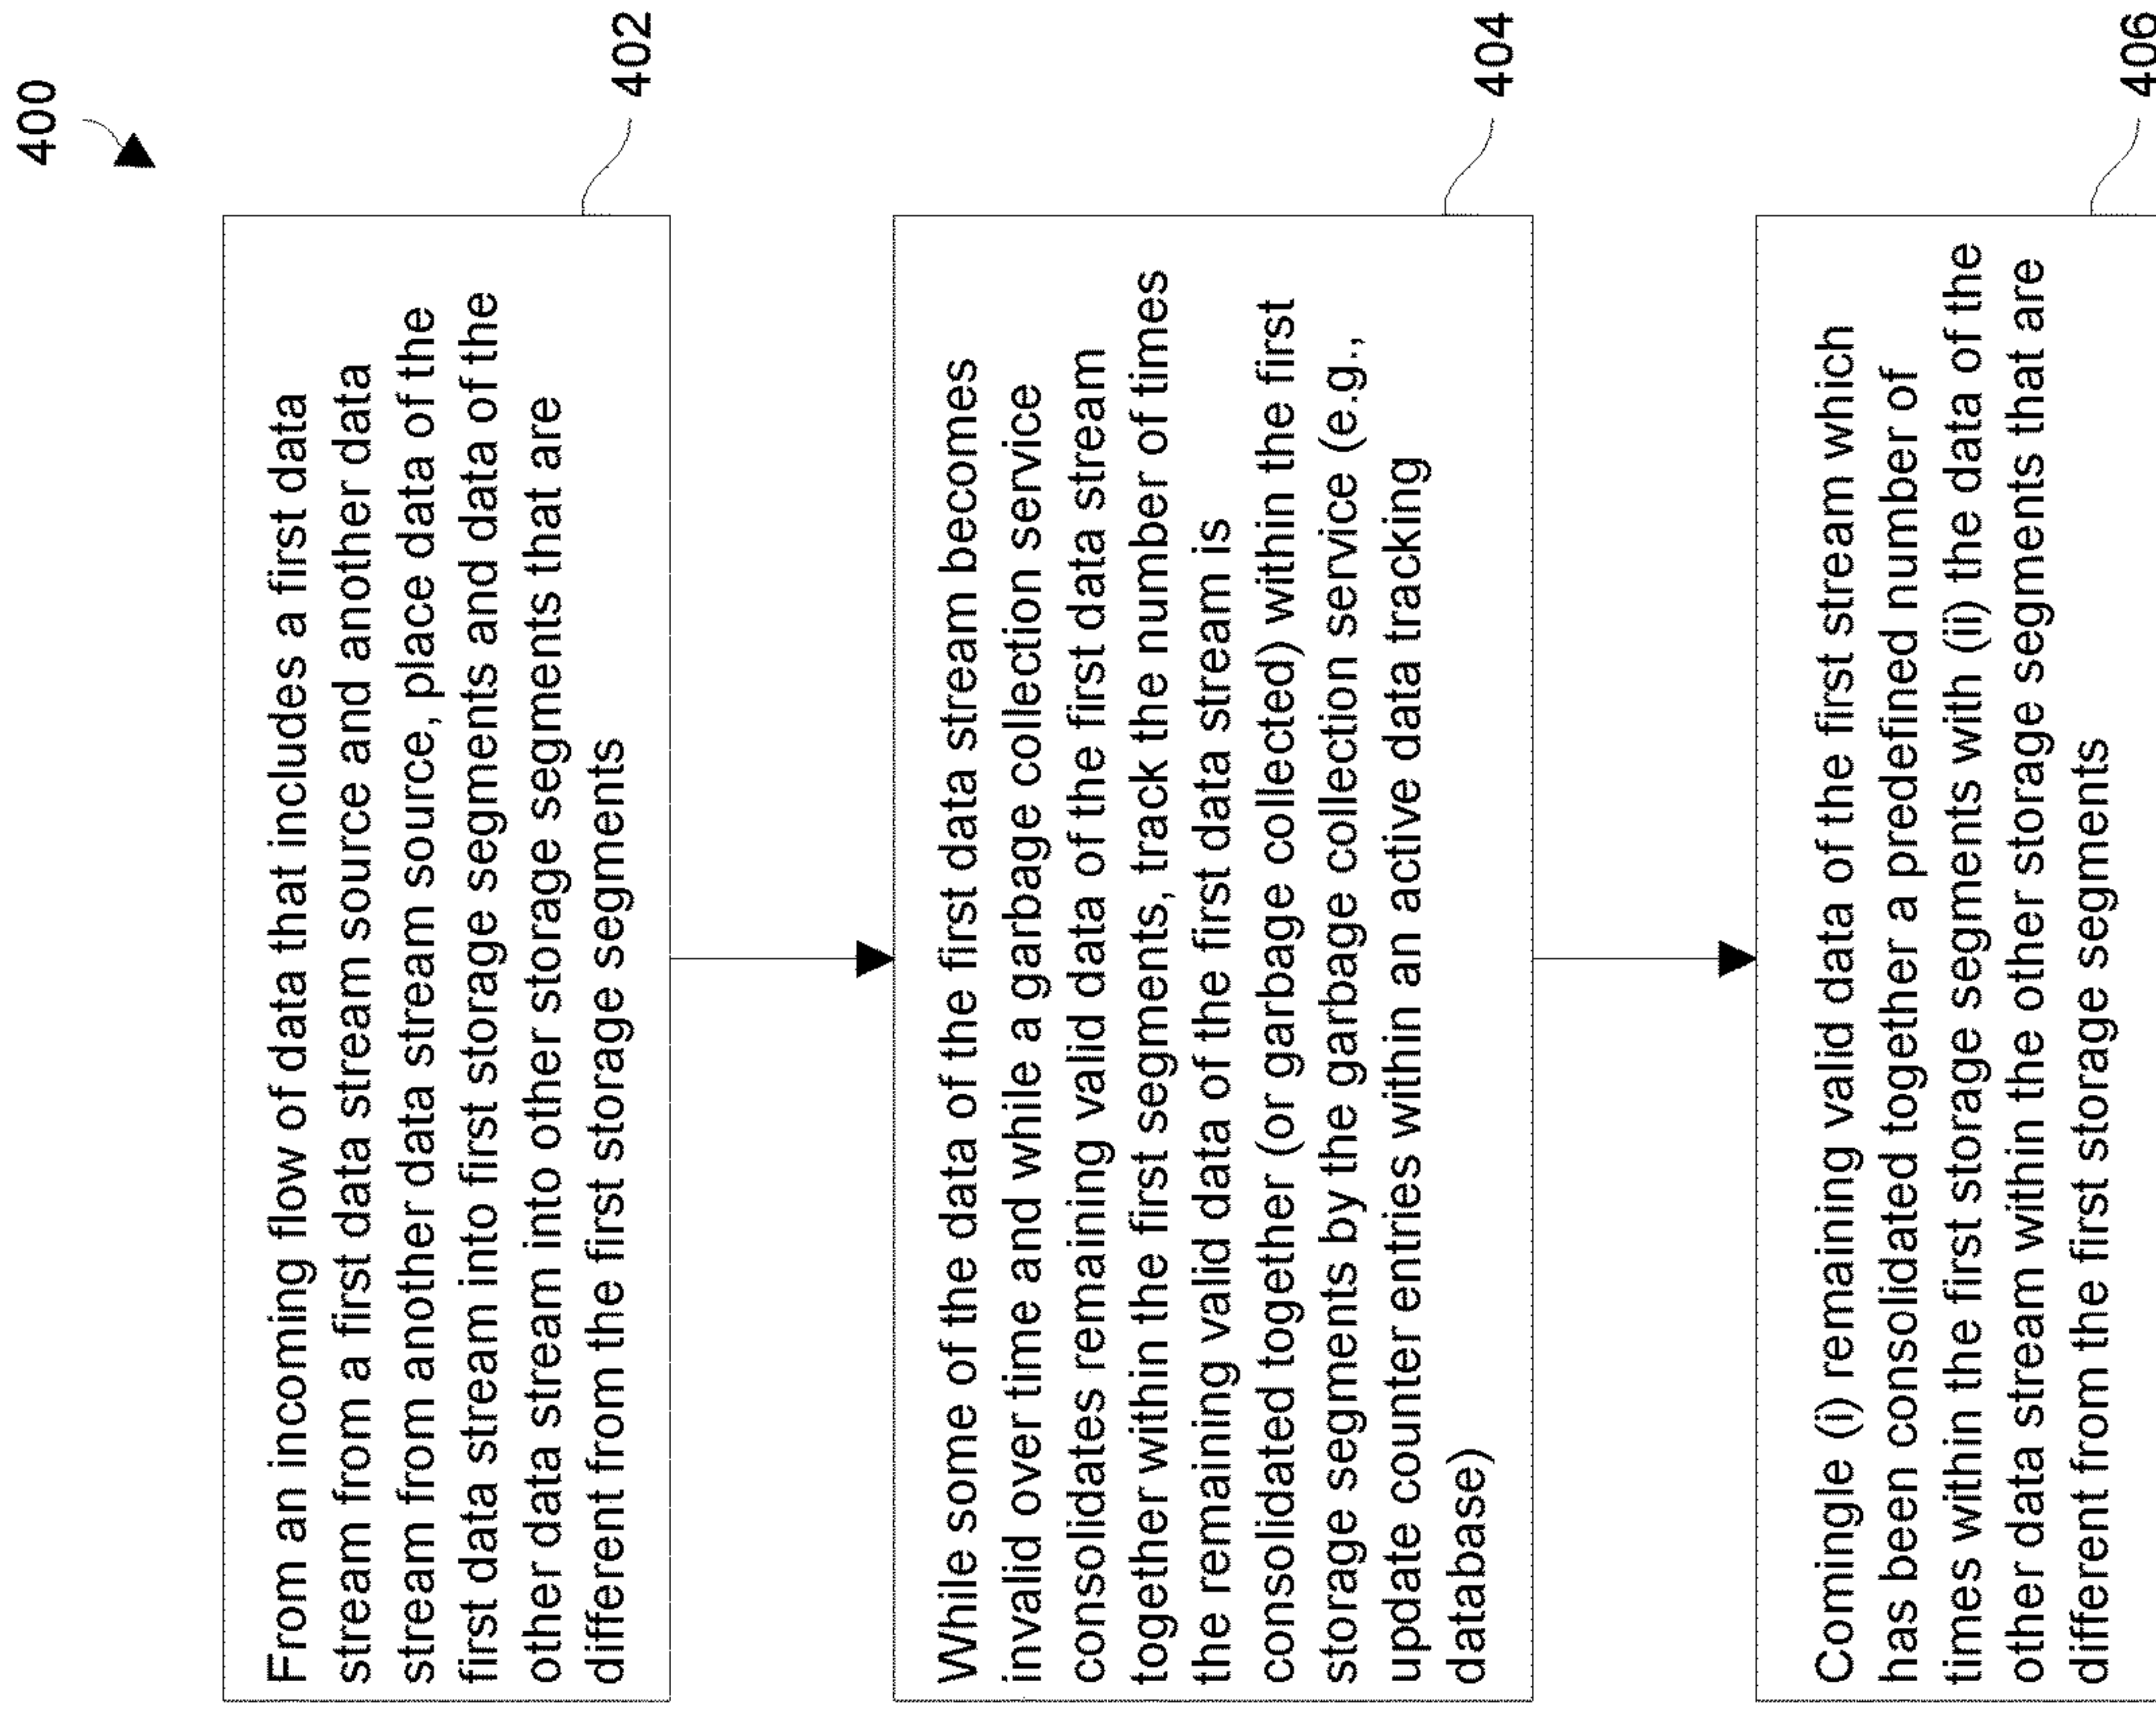 400
From an incoming flow of data that includes a first data
stream from a first data stream source and another data
stream from another data stream source, place data of the
first data stream into first storage segments and data of the
other data stream into other storage segments that are
different from the first storage segments
402
While some of the data of the first data stream becomes
invalid over time and while a garbage collection service
consolidates remaining valid data of the first data stream
together within the first segments, track the number of times
the remaining valid data of the first data stream is
consolidated together (or garbage collected) within the first
storage segments by the garbage collection service (e.g.,
update counter entries within an active data tracking
database)
404
Comingle (i) remaining valid data of the first stream which
has been consolidated together a predefined number of
times within the first storage segments with (ii) the data of the
other data stream within the other storage segments that are
different from the first storage segments
406